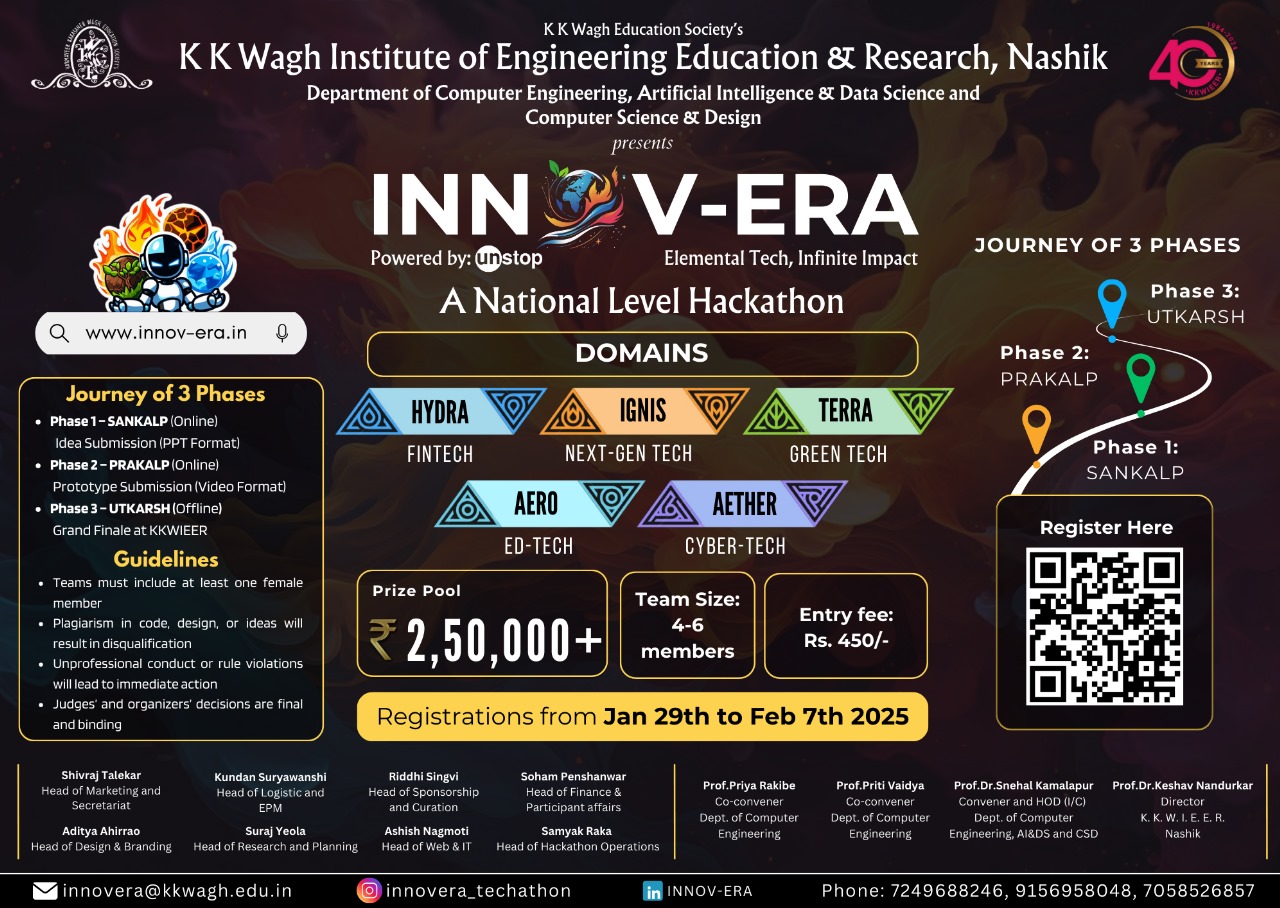 K K Wagh Education Society's
K K Wagh Institute of Engineering Education & Research, Nashik
Department of Computer Engineering, Artificial Intelligence & Data Science and
Computer Science & Design
presents
INNOV-ERA
Powered by: unstop
Elemental Tech, Infinite Impact
A National Level Hackathon
www.innov-era.in
Journey of 3 Phases
• Phase 1 – SANKALP (Online)
Idea Submission (PPT Format)
• Phase 2 – PRAKALP (Online)
Prototype Submission (Video Format)
• Phase 3 – UTKARSH (Offline)
Grand Finale at KKWIEER
Guidelines
• Teams must include at least one female
member
• Plagiarism in code, design, or ideas will
result in disqualification
• Unprofessional conduct or rule violations
will lead to immediate action
• Judges' and organizers' decisions are final
and binding
DOMAINS
HYDRA
FINTECH
IGNIS
NEXT-GEN TECH
TERRA
GREEN TECH
AERO
ED-TECH
AETHER
CYBER-TECH
Prize Pool
₹ 2,50,000+
Team Size:
4-6
members
Entry fee:
Rs. 450/-
Registrations from Jan 29th to Feb 7th 2025
40
YEARS
JOURNEY OF 3 PHASES
Phase 3:
UTKARSH
Phase 2:
PRAKALP
Phase 1:
SANKALP
Register Here
Shivraj Talekar
Head of Marketing and
Secretariat
Kundan Suryawanshi
Head of Logistic and
EPM
Riddhi Singvi
Head of Sponsorship
and Curation
Soham Penshanwar
Head of Finance &
Participant affairs
Aditya Ahirrao
Head of Design & Branding
Suraj Yeola
Head of Research and Planning
Ashish Nagmoti
Head of Web & IT
Samyak Raka
Head of Hackathon Operations
Prof.Priya Rakibe
Co-convener
Dept. of Computer
Engineering
Prof.Priti Vaidya
Co-convener
Dept. of Computer
Engineering
Prof.Dr.Snehal Kamalapur
Convener and HOD (I/C)
Dept. of Computer
Engineering, AI&DS and CSD
Prof.Dr.Keshav Nandurkar
Director
K. K. W. I. E. E. R.
Nashik
innovera@kkwagh.edu.in
innovera_techathon
in INNOV-ERA
Phone: 7249688246, 9156958048, 7058526857